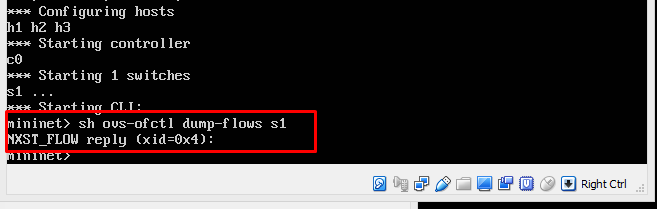 *** Configuring hosts
h1 h2 h3
*** Starting controller
c0
*** Starting 1 switches
s1 ...
*** Starting CLI:
mininet> sh ovs-ofctl dump-flows s1
NXST_FLOW reply (xid=0x4):
mininet>
Right Ctrl